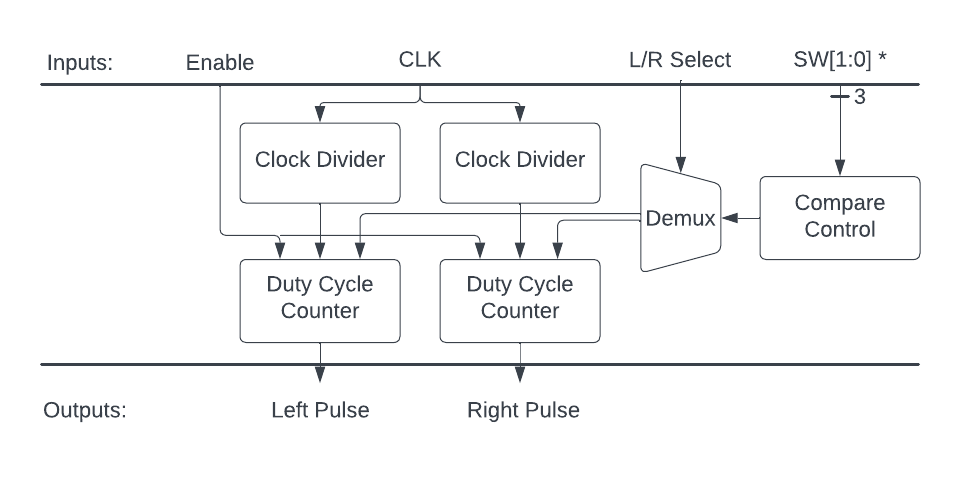 Inputs:
Enable
CLK
L/R Select
SW[1:0] *
3
Clock Divider
Clock Divider
Demux
Compare
Control
Duty Cycle
Counter
Duty Cycle
Counter
Outputs:
Left Pulse
Right Pulse